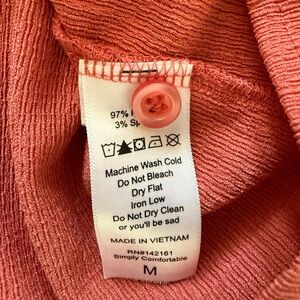 97%
3%
Machine Wash Cold
Do Not Bleach
Dry Flat
Iron Low
Do Not Dry Clean
or you'll be sad
MADE IN VIETNAM
RN#142161
Simply Comfortable
M